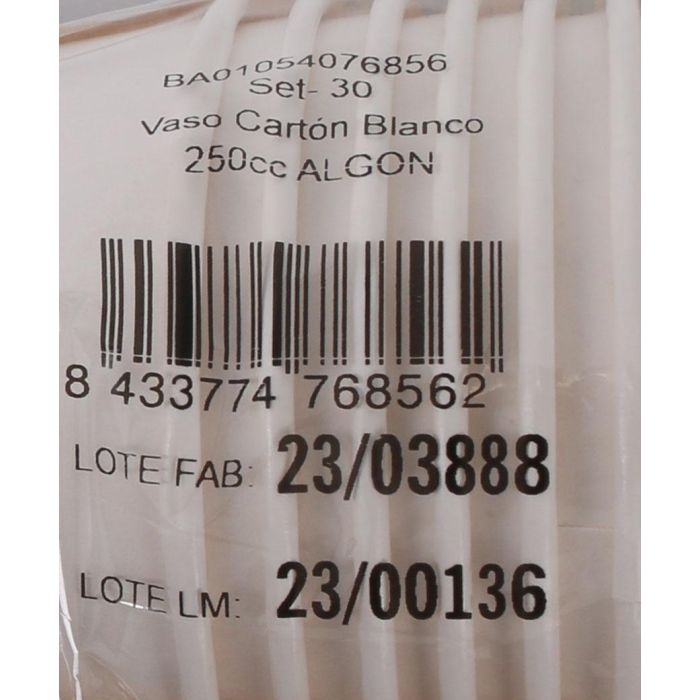 BA01054076856
Set- 30
Vaso Cartón Blanco
250cc ALGON
8 433774 768562
LOTE FAB: 23/03888
LOTE LM: 23/00136